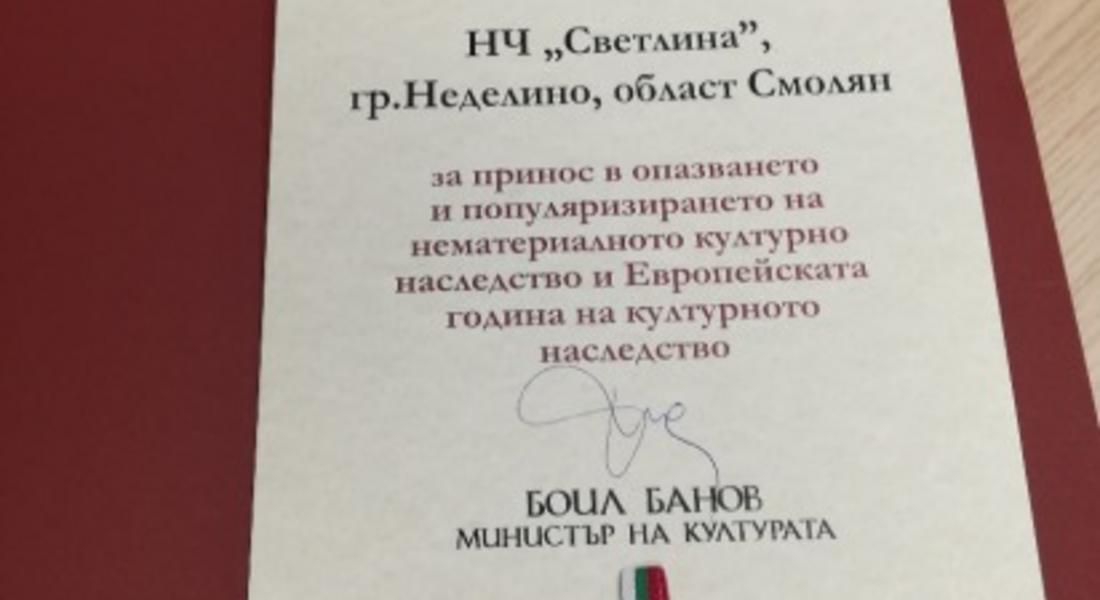 НЧ „Светлина”,
гр.Неделино, област Смолян
за принос в опазването
и популяризирането на
нематериалното културно
наследство и Европейската
година на културното
наследство
БОИЛ БАНОВ
МИНИСТЪР НА КУЛТУРАТА